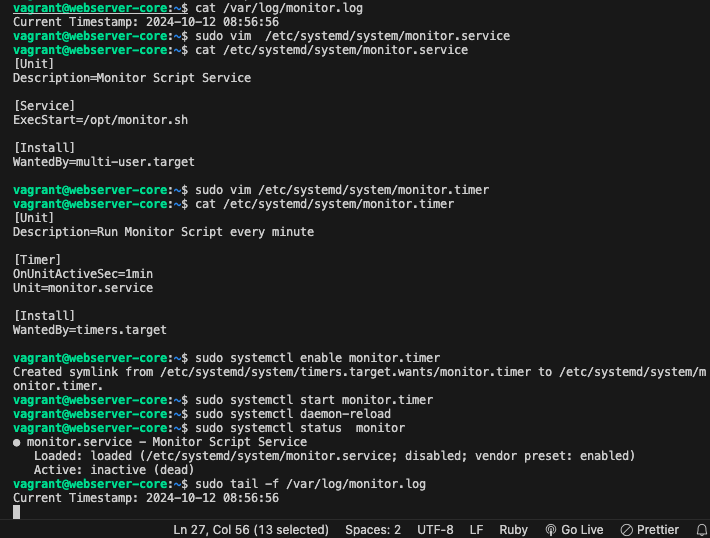 vagrant@webserver-core:~$ cat /var/log/monitor.log
Current Timestamp: 2024-10-12 08:56:56
vagrant@webserver-core:~$ sudo vim  /etc/systemd/system/monitor.service
vagrant@webserver-core:~$ cat /etc/systemd/system/monitor.service
[Unit]
Description=Monitor Script Service
[Service]
ExecStart=/opt/monitor.sh
[Install]
WantedBy=multi-user.target
vagrant@webserver-core:~$ sudo vim /etc/systemd/system/monitor.timer
vagrant@webserver-core:~$ cat /etc/systemd/system/monitor.timer
[Unit]
Description=Run Monitor Script every minute
[Timer]
OnUnitActiveSec=1min
Unit=monitor.service
[Install]
WantedBy=timers.target
vagrant@webserver-core:~$ sudo systemctl enable monitor.timer
Created symlink from /etc/systemd/system/timers.target.wants/monitor.timer to /etc/systemd/system/m
onitor.timer.
vagrant@webserver-core:~$ sudo systemctl start monitor.timer
vagrant@webserver-core:~$ sudo systemctl daemon-reload
vagrant@webserver-core:~$ sudo systemctl status  monitor
● monitor.service - Monitor Script Service
   Loaded: loaded (/etc/systemd/system/monitor.service; disabled; vendor preset: enabled)
   Active: inactive (dead)
vagrant@webserver-core:~$ sudo tail -f /var/log/monitor.log
Current Timestamp: 2024-10-12 08:56:56
Ln 27, Col 56 (13 selected) Spaces: 2 UTF-8 LF Ruby Go Live Prettier